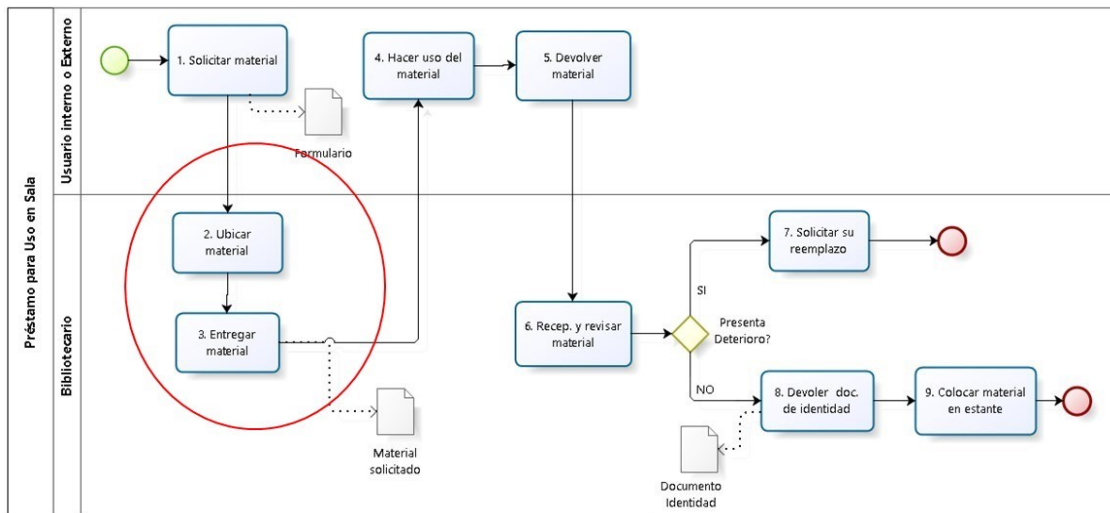 Préstamo para Uso en Sala
Usuario interno o Externo
1. Solicitar material
Formulario
4. Hacer uso del
material
5. Devolver
material
Bibliotecario
2. Ubicar
material
3. Entregar
material
Material
solicitado
6. Recep. y revisar
material
Presenta
Deterioro?
SI
7. Solicitar su
reemplazo
NO
8. Devoler doc.
de identidad
Documento
Identidad
9. Colocar material
en estante